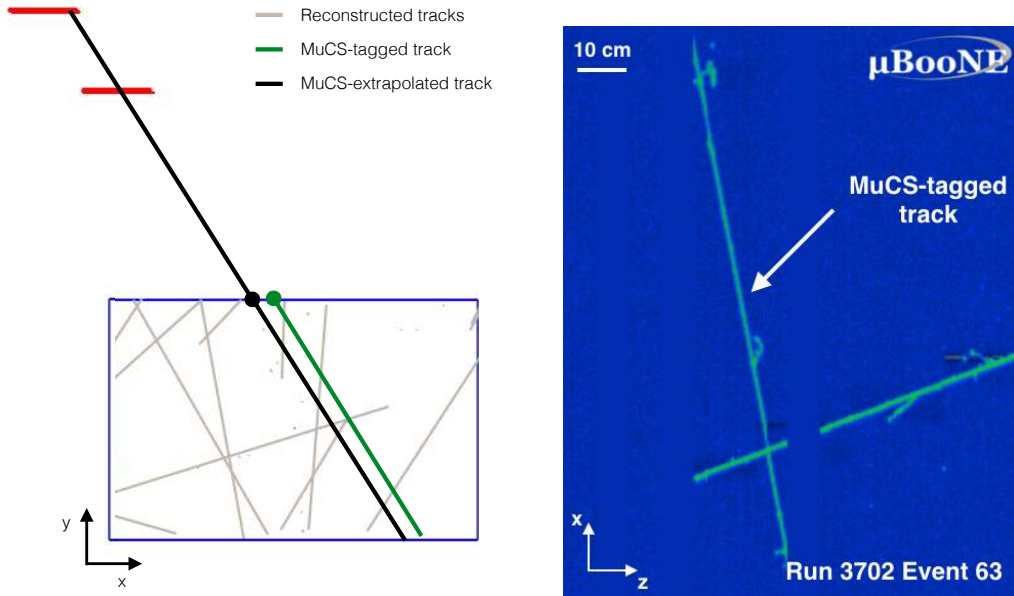 Reconstructed tracks
MuCS-tagged track
MuCS-extrapolated track
y
x
10 cm
µBooNE
MuCS-tagged
track
x
z
Run 3702 Event 63